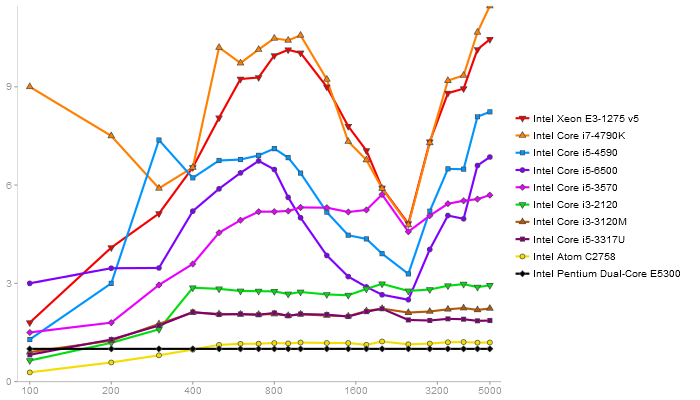 9
6
3
0
100 200 400 800 1600 3200 5000
Intel Xeon E3-1275 v5
Intel Core i7-4790K
Intel Core i5-4590
Intel Core i5-6500
Intel Core i5-3570
Intel Core i3-2120
Intel Core i3-3120M
Intel Core i5-3317U
Intel Atom C2758
Intel Pentium Dual-Core E5300